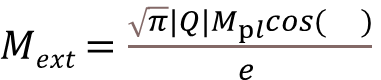 M_ext = √π|Q|M_pl cos(   ) / e